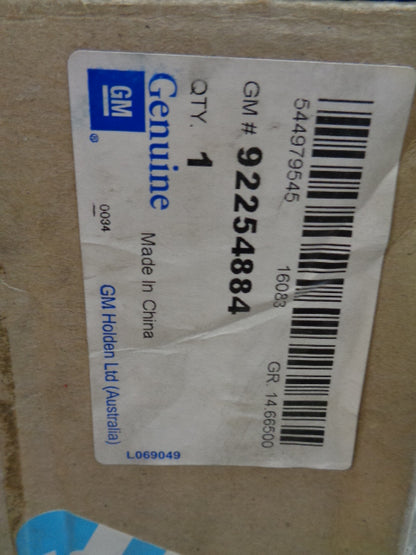 544979545 16083 GR. 14.66500
GM # 92254884
QTY. 1
Genuine Made In China
GM ® 0034 GM Holden Ltd (Australia)
L069049